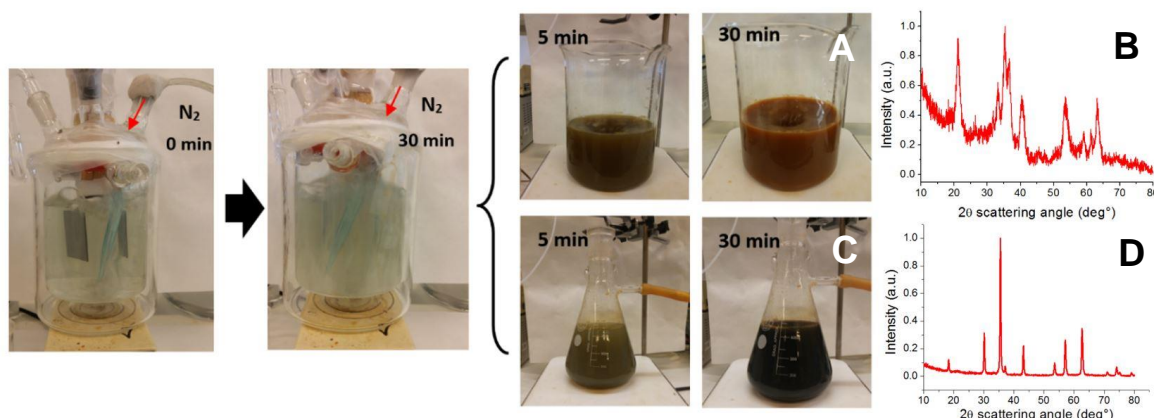 N₂
0 min
N₂
30 min
5 min
30 min
A
Intensity (a.u.)
1.0
0.8
0.6
0.4
0.2
0.0
10 20 30 40 50 60 70 80
2θ scattering angle (deg°)
B
5 min
30 min
C
Intensity (a.u.)
1.0
0.8
0.6
0.4
0.2
0.0
10 20 30 40 50 60 70 80
2θ scattering angle (deg°)
D